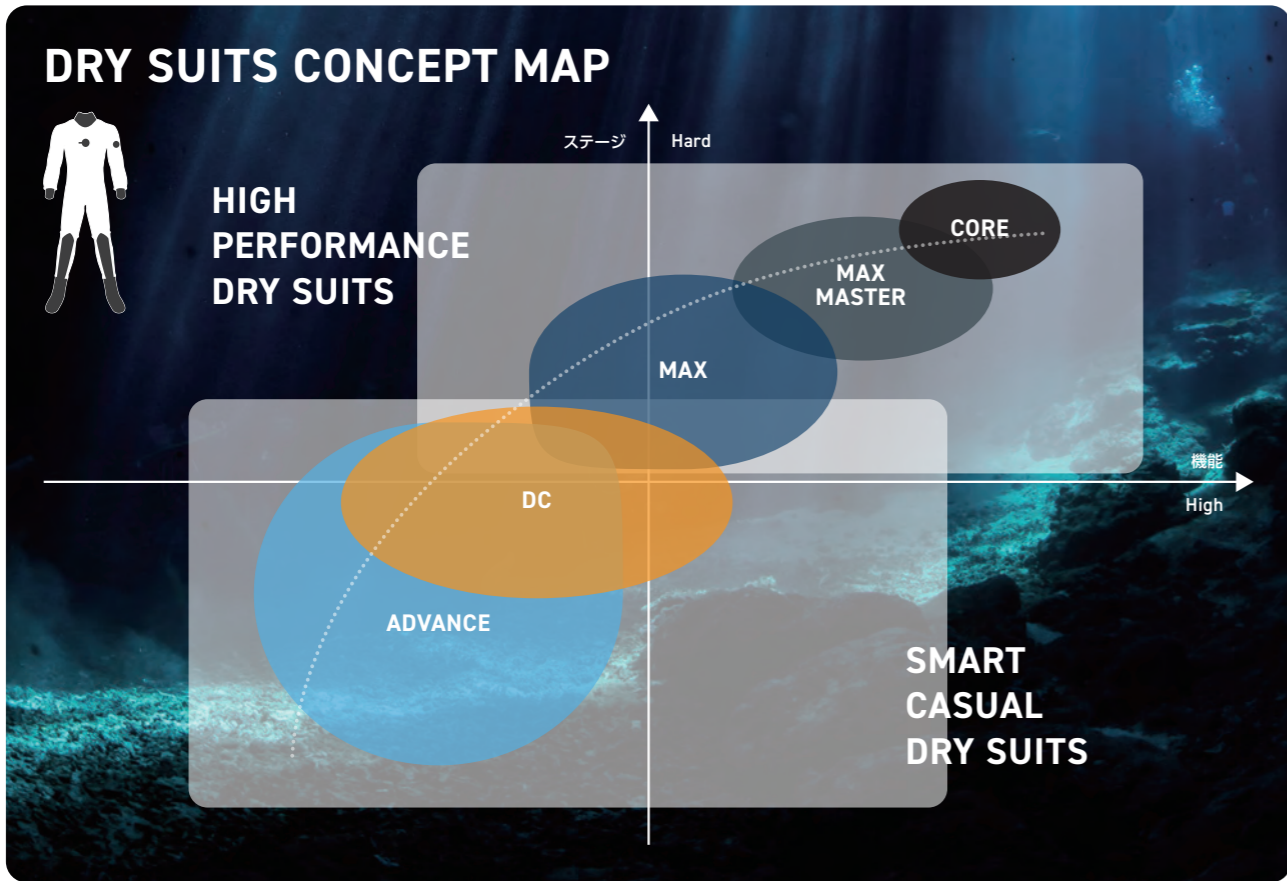 DRY SUITS CONCEPT MAP
ステージ
Hard
HIGH
PERFORMANCE
DRY SUITS
CORE
MAX
MASTER
MAX
機能
High
DC
ADVANCE
SMART
CASUAL
DRY SUITS